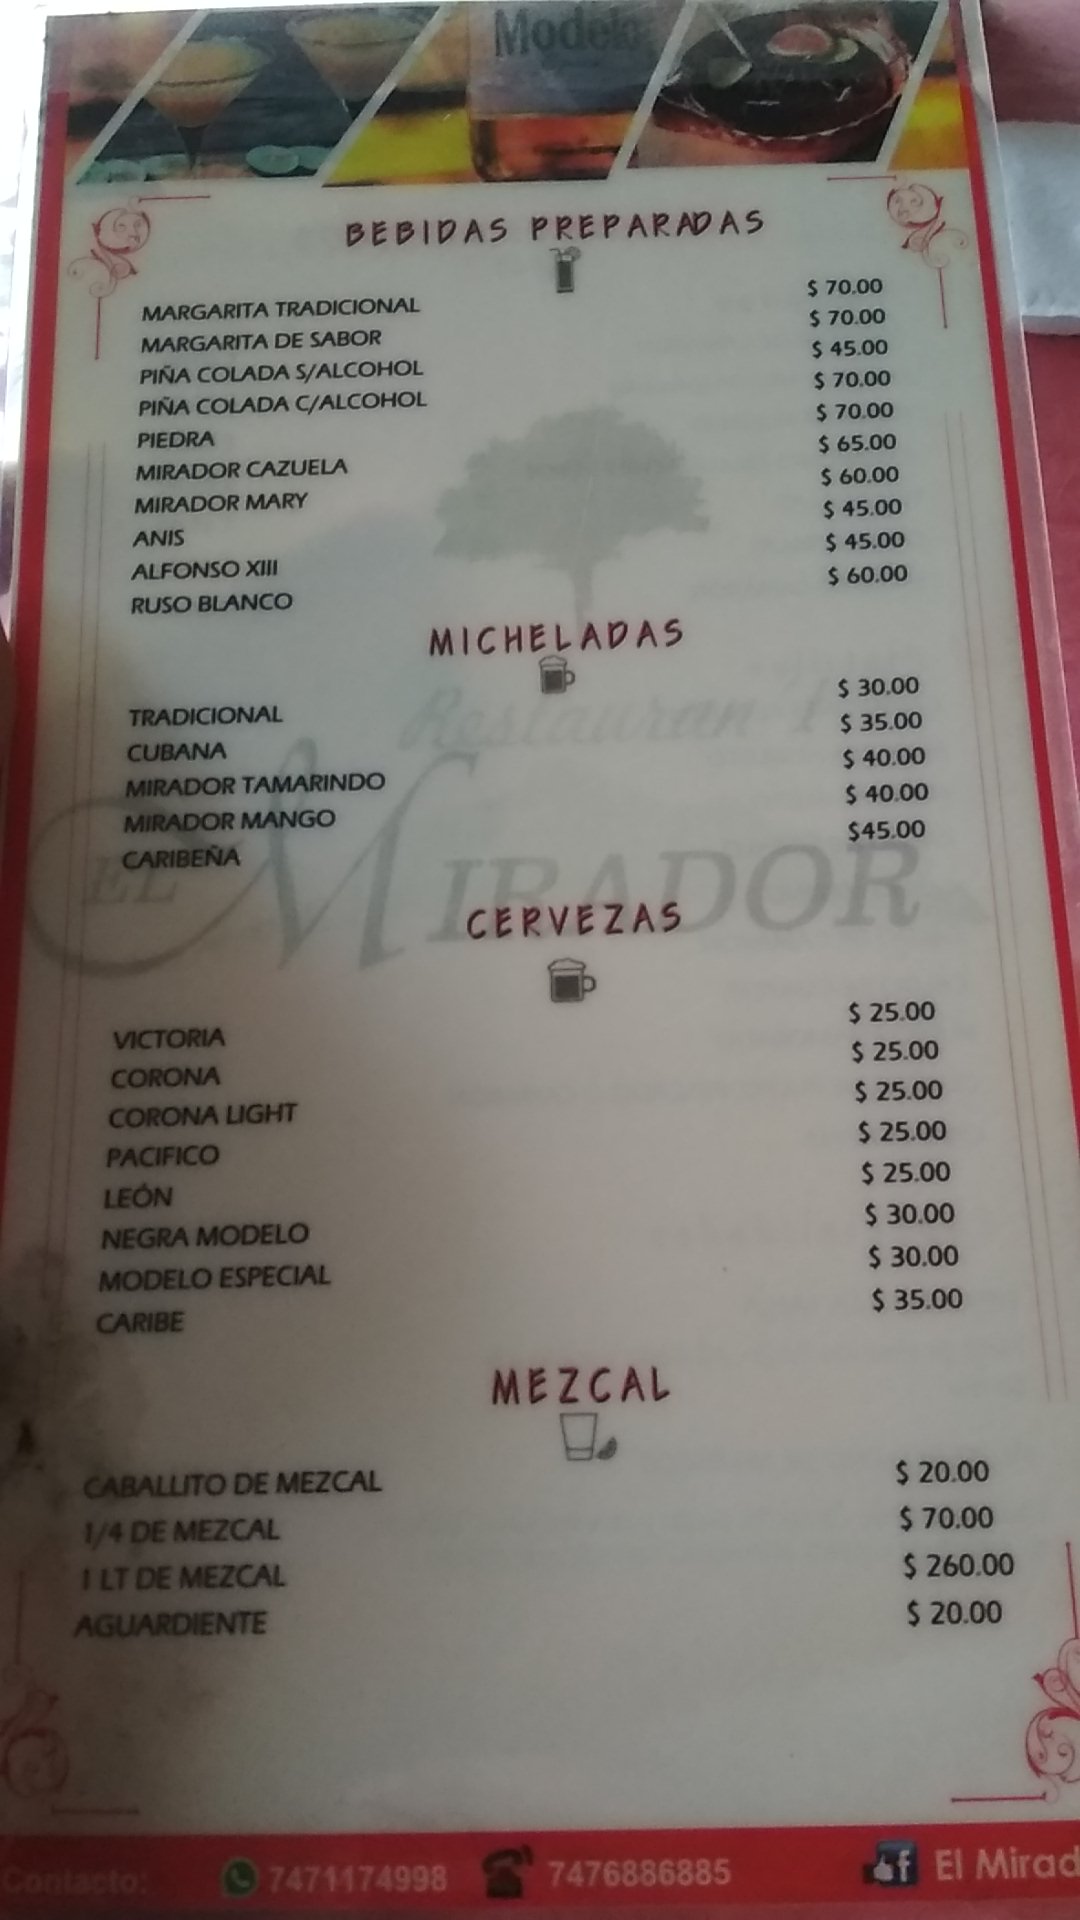 Modelo
BEBIDAS PREPARADAS
MARGARITA TRADICIONAL $ 70.00
MARGARITA DE SABOR $ 70.00
PIÑA COLADA S/ALCOHOL $ 45.00
PIÑA COLADA C/ALCOHOL $ 70.00
PIEDRA $ 70.00
MIRADOR CAZUELA $ 65.00
MIRADOR MARY $ 60.00
ANIS $ 45.00
ALFONSO XIII $ 45.00
RUSO BLANCO $ 60.00
MICHELADAS
TRADICIONAL $ 30.00
CUBANA $ 35.00
MIRADOR TAMARINDO $ 40.00
MIRADOR MANGO $ 40.00
CARIBEÑA $45.00
Restauran-T
EL MIRADOR
CERVEZAS
VICTORIA $ 25.00
CORONA $ 25.00
CORONA LIGHT $ 25.00
PACIFICO $ 25.00
LEÓN $ 25.00
NEGRA MODELO $ 30.00
MODELO ESPECIAL $ 30.00
CARIBE $ 35.00
MEZCAL
CABALLITO DE MEZCAL $ 20.00
1/4 DE MEZCAL $ 70.00
1 LT DE MEZCAL $ 260.00
AGUARDIENTE $ 20.00
Contacto: 7471174998 7476886885 f El Mirad